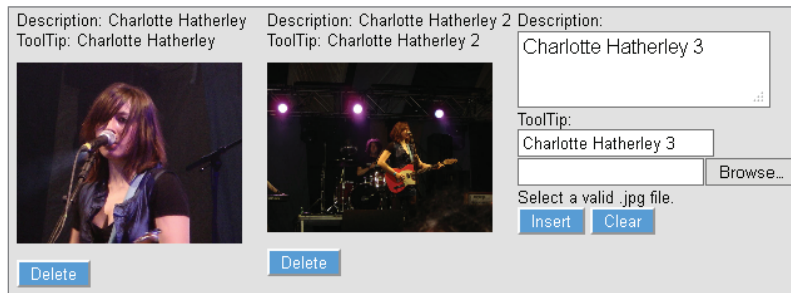 Description: Charlotte Hatherley
ToolTip: Charlotte Hatherley
Delete
Description: Charlotte Hatherley 2
ToolTip: Charlotte Hatherley 2
Delete
Description:
Charlotte Hatherley 3
ToolTip:
Charlotte Hatherley 3
Browse...
Select a valid .jpg file.
Insert Clear